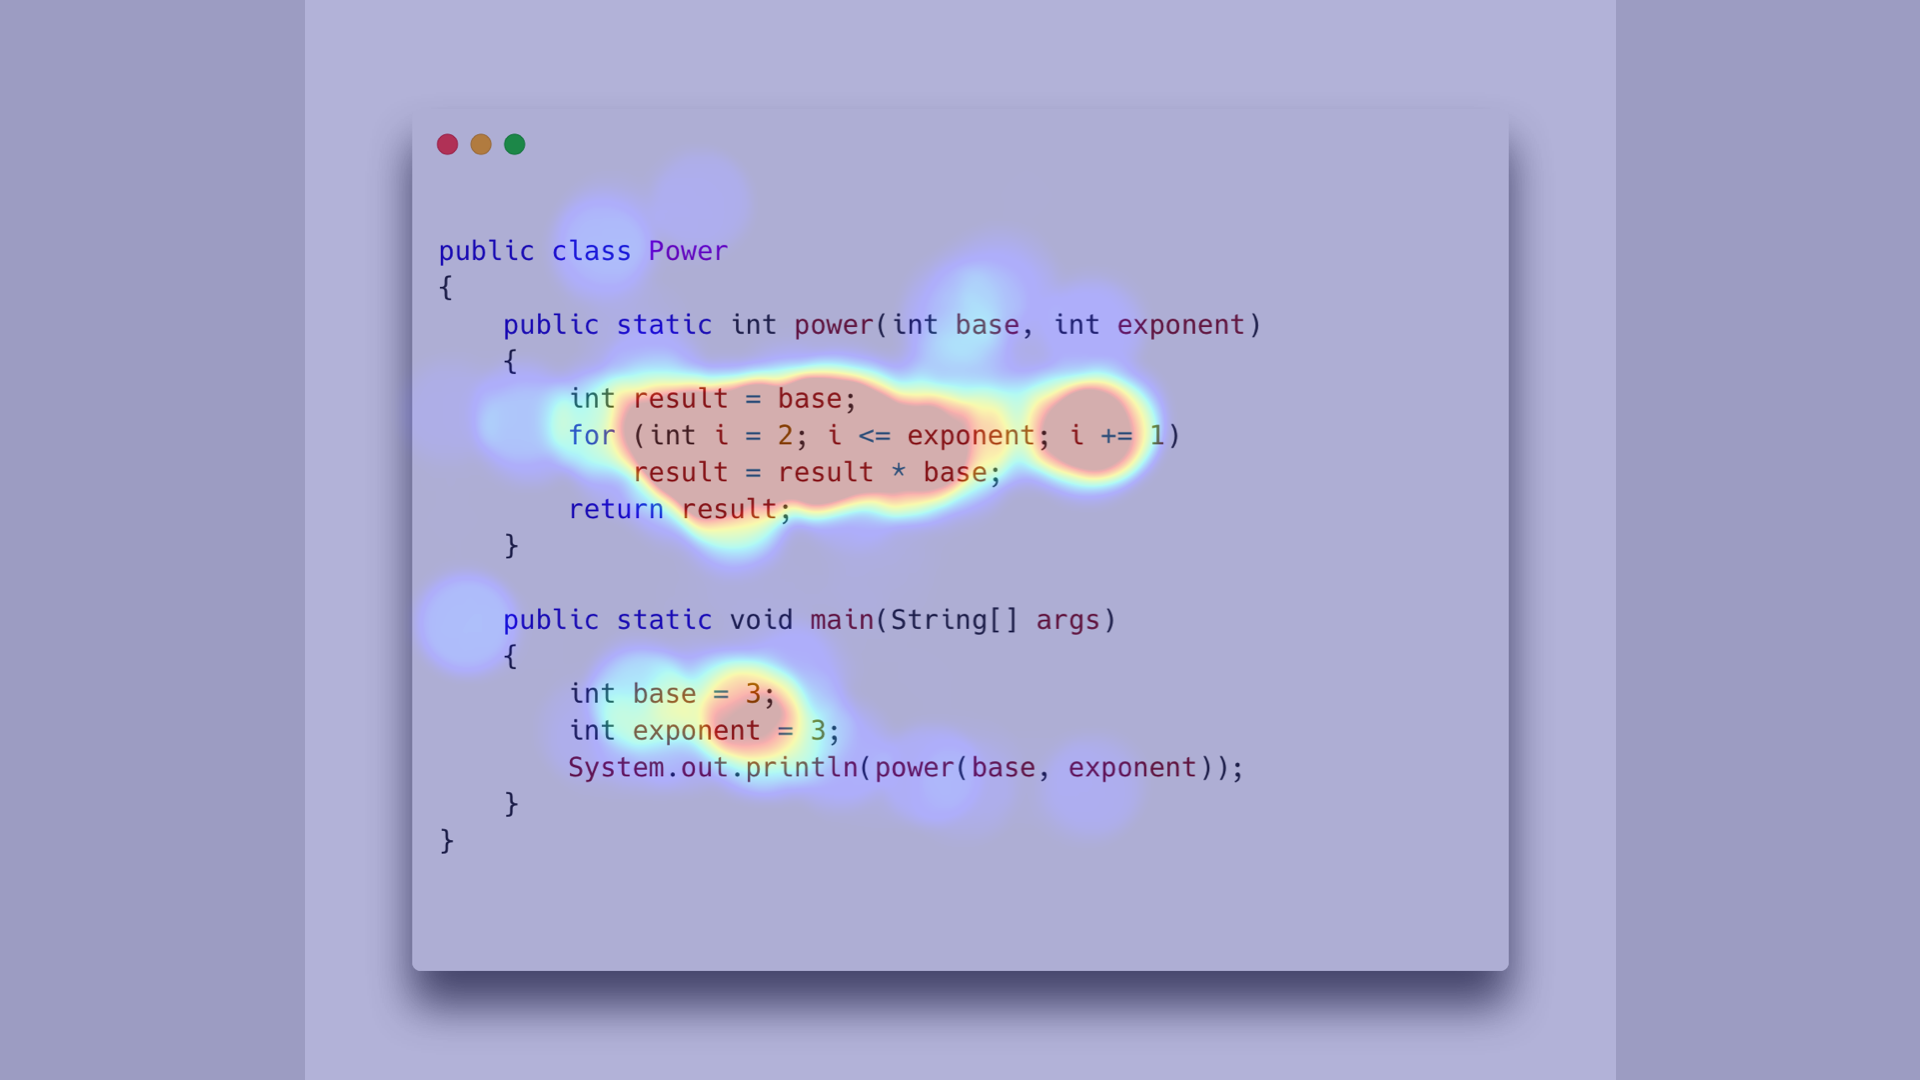 public class Power
{
    public static int power(int base, int exponent)
    {
        int result = base;
        for (int i = 2; i <= exponent; i += 1)
            result = result * base;
        return result;
    }

    public static void main(String[] args)
    {
        int base = 3;
        int exponent = 3;
        System.out.println(power(base, exponent));
    }
}